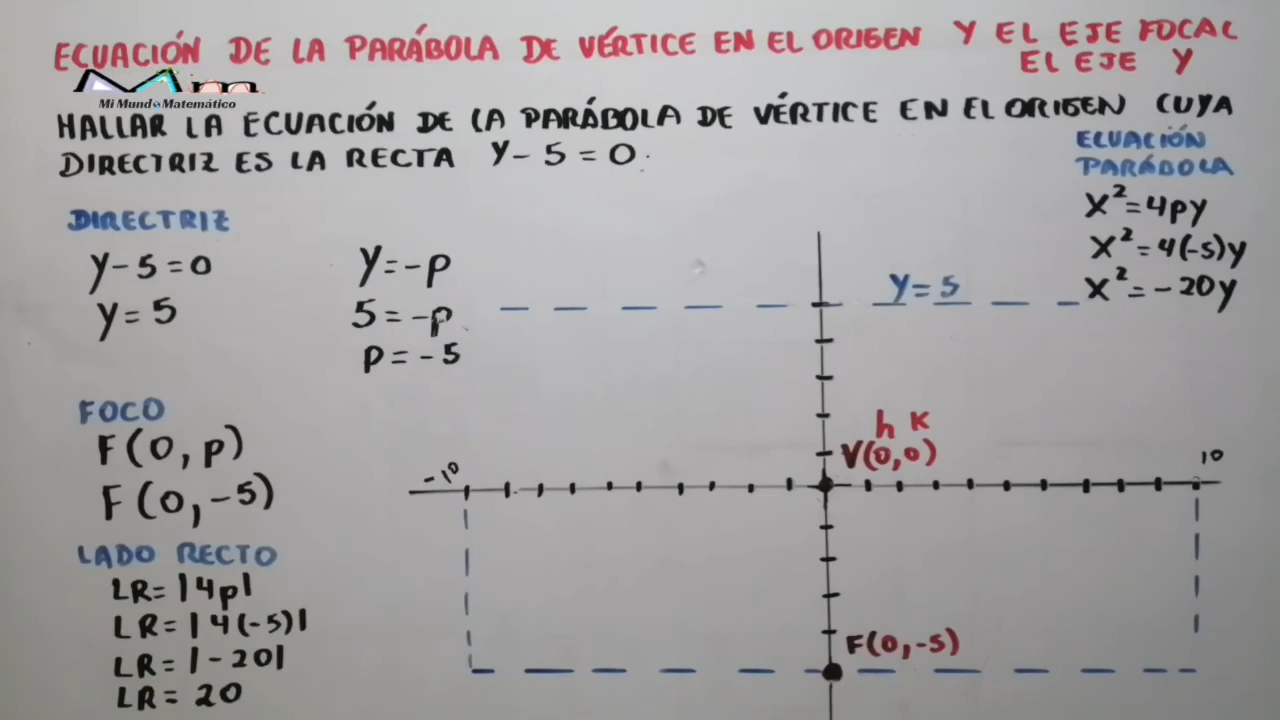 ECUACIÓN DE LA PARÁBOLA DE VÉRTICE EN EL ORIGEN Y EL EJE FOCAL
EL EJE Y
Mm
Mi Mundo Matemático
HALLAR LA ECUACIÓN DE LA PARÁBOLA DE VÉRTICE EN EL ORIGEN CUYA
DIRECTRIZ ES LA RECTA Y - 5 = 0.
ECUACIÓN
PARÁBOLA
X² = 4py
X² = 4(-5)y
X² = - 20y
DIRECTRIZ
y - 5 = 0
y = 5
y = -p
5 = -p
p = - 5
y = 5
FOCO
F(0, p)
F(0, -5)
h K
V(0,0)
-10
10
LADO RECTO
LR = |4p|
LR = |4(-5)|
LR = |-20|
LR = 20
F(0,-5)